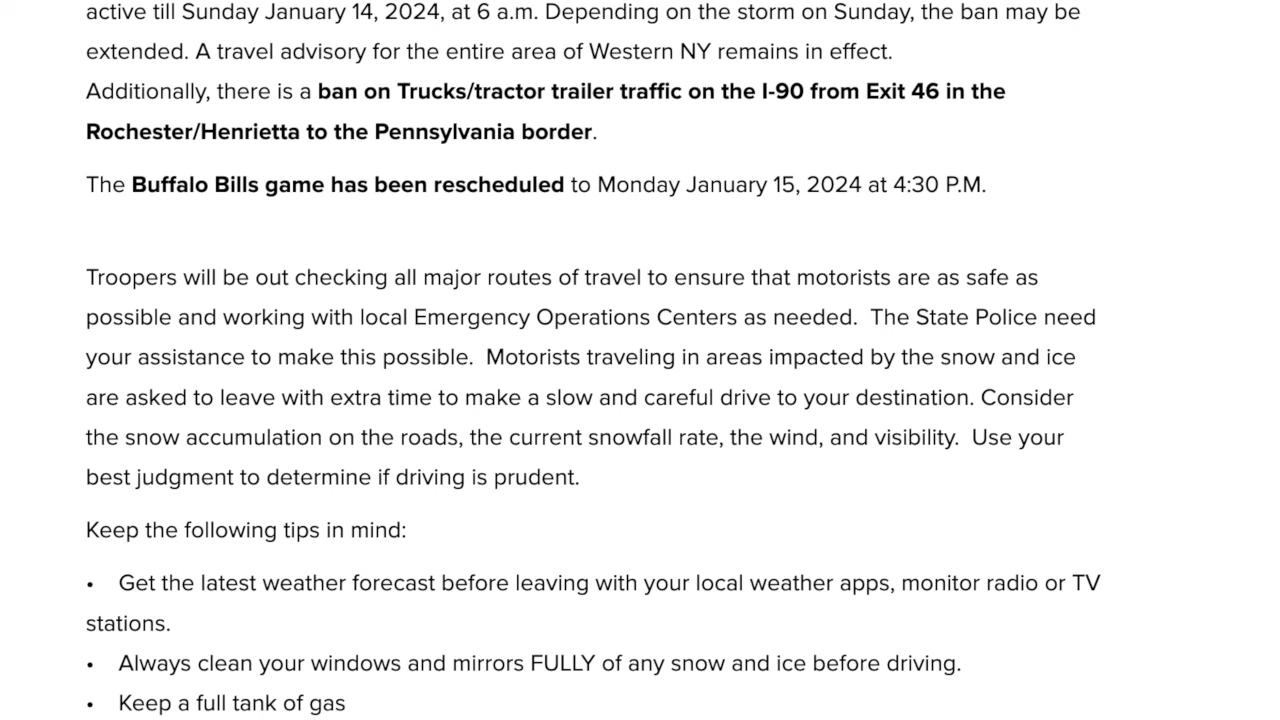 active till Sunday January 14, 2024, at 6 a.m. Depending on the storm on Sunday, the ban may be
extended. A travel advisory for the entire area of Western NY remains in effect.
Additionally, there is a ban on Trucks/tractor trailer traffic on the I-90 from Exit 46 in the
Rochester/Henrietta to the Pennsylvania border.
The Buffalo Bills game has been rescheduled to Monday January 15, 2024 at 4:30 P.M.
Troopers will be out checking all major routes of travel to ensure that motorists are as safe as
possible and working with local Emergency Operations Centers as needed.  The State Police need
your assistance to make this possible.  Motorists traveling in areas impacted by the snow and ice
are asked to leave with extra time to make a slow and careful drive to your destination. Consider
the snow accumulation on the roads, the current snowfall rate, the wind, and visibility.  Use your
best judgment to determine if driving is prudent.
Keep the following tips in mind:
•    Get the latest weather forecast before leaving with your local weather apps, monitor radio or TV
stations.
•    Always clean your windows and mirrors FULLY of any snow and ice before driving.
•    Keep a full tank of gas